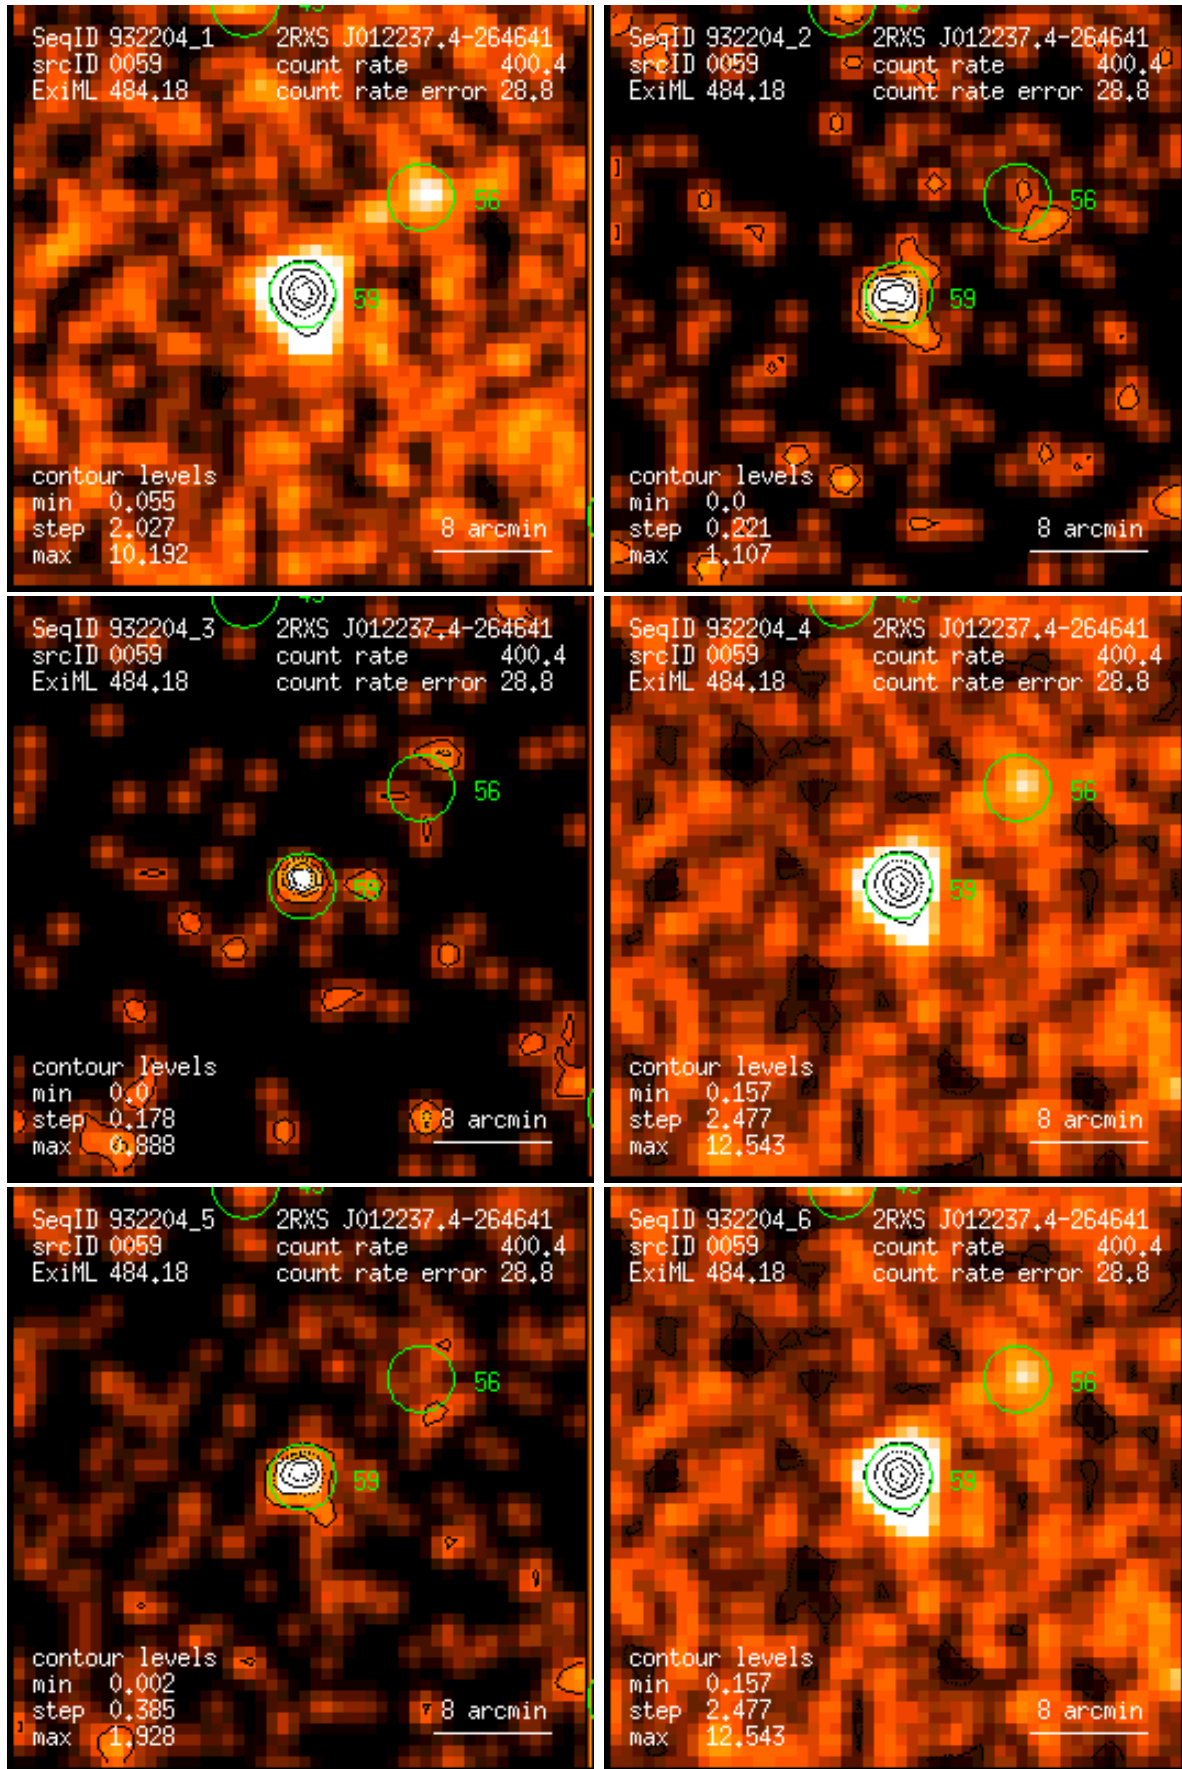 SeqID 932204_1 2RXS J012237.4-264641
srcID 0059 count rate 400.4
ExiML 484.18 count rate error 28.8
56
59
contour levels
min 0.055
step 2.027 8 arcmin
max 10.192
SeqID 932204_2 2RXS J012237.4-264641
srcID 0059 count rate 400.4
ExiML 484.18 count rate error 28.8
56
59
contour levels
min 0.0
step 0.221 8 arcmin
max 1.107
SeqID 932204_3 2RXS J012237.4-264641
srcID 0059 count rate 400.4
ExiML 484.18 count rate error 28.8
56
59
contour levels
min 0.0
step 0.178 8 arcmin
max 0.888
SeqID 932204_4 2RXS J012237.4-264641
srcID 0059 count rate 400.4
ExiML 484.18 count rate error 28.8
56
59
contour levels
min 0.157
step 2.477 8 arcmin
max 12.543
SeqID 932204_5 2RXS J012237.4-264641
srcID 0059 count rate 400.4
ExiML 484.18 count rate error 28.8
56
59
contour levels
min 0.002
step 0.385 8 arcmin
max 1.928
SeqID 932204_6 2RXS J012237.4-264641
srcID 0059 count rate 400.4
ExiML 484.18 count rate error 28.8
56
59
contour levels
min 0.157
step 2.477 8 arcmin
max 12.543